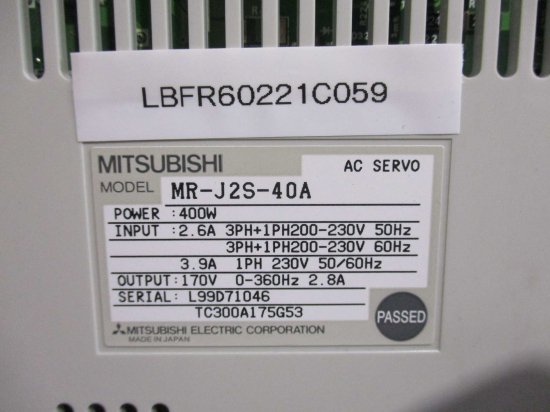 LBFR60221C059
MITSUBISHI AC SERVO
MODEL MR-J2S-40A
POWER :400W
INPUT :2.6A 3PH+1PH200-230V 50Hz
3PH+1PH200-230V 60Hz
3.9A 1PH 230V 50/60Hz
OUTPUT:170V 0-360Hz 2.8A
SERIAL: L99D71046
TC300A175G53
PASSED
MITSUBISHI ELECTRIC CORPORATION
MADE IN JAPAN